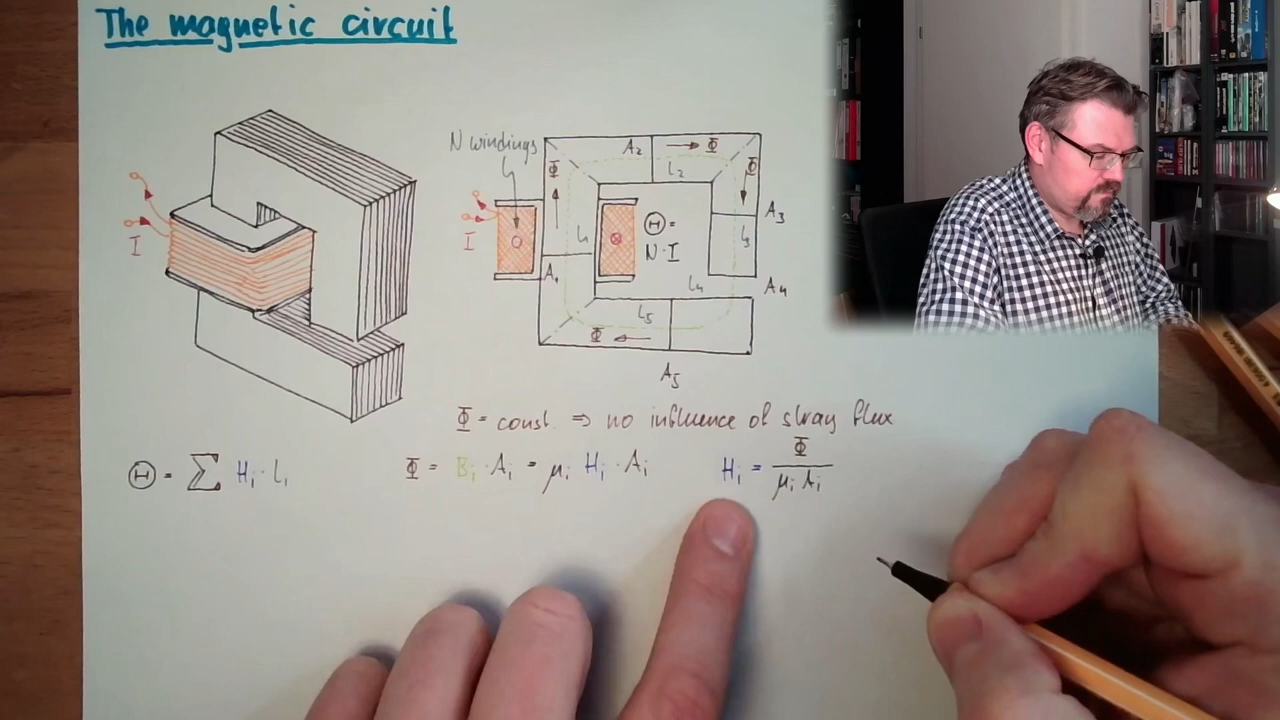 The magnetic circuit
N windings
A₂
Φ
l₂
Φ
Φ
A₃
I
I
l₁
Θ =
N · I
l₃
A₁
l₄
A₄
l₅
Φ
A₅
Φ = const. ⇒ no influence of stray flux
Θ = ∑ Hᵢ · lᵢ Φ = Bᵢ · Aᵢ = μᵢ Hᵢ · Aᵢ Hᵢ = Φ / μᵢ Aᵢ